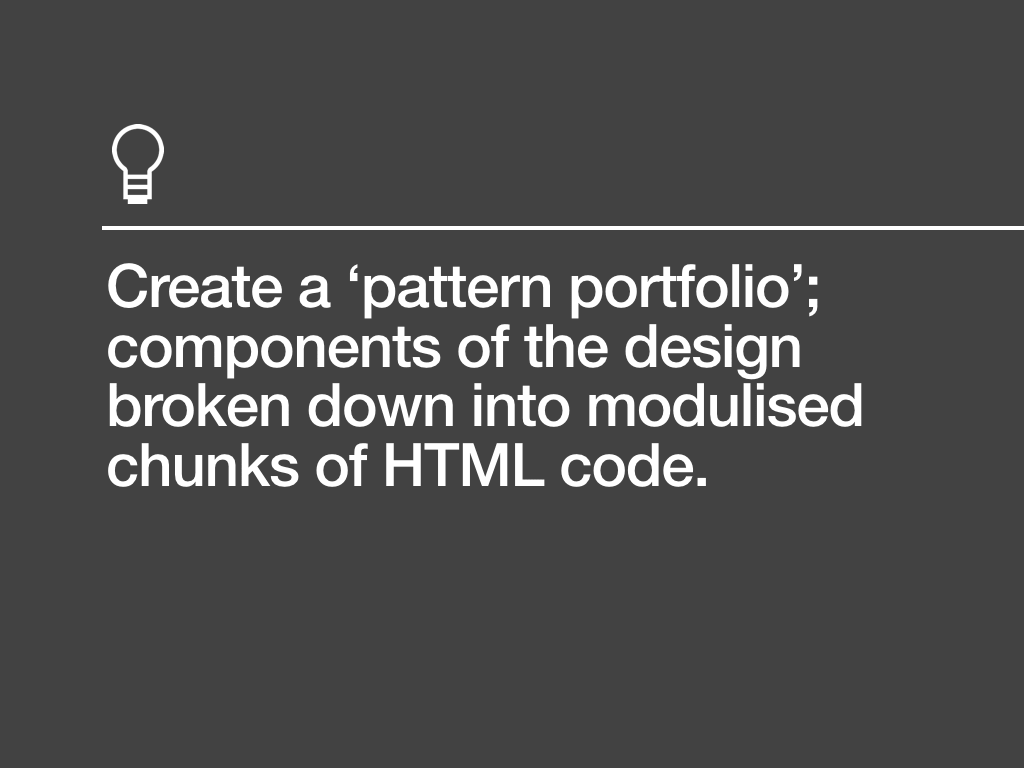 Create a ‘pattern portfolio’;
components of the design
broken down into modulised
chunks of HTML code.